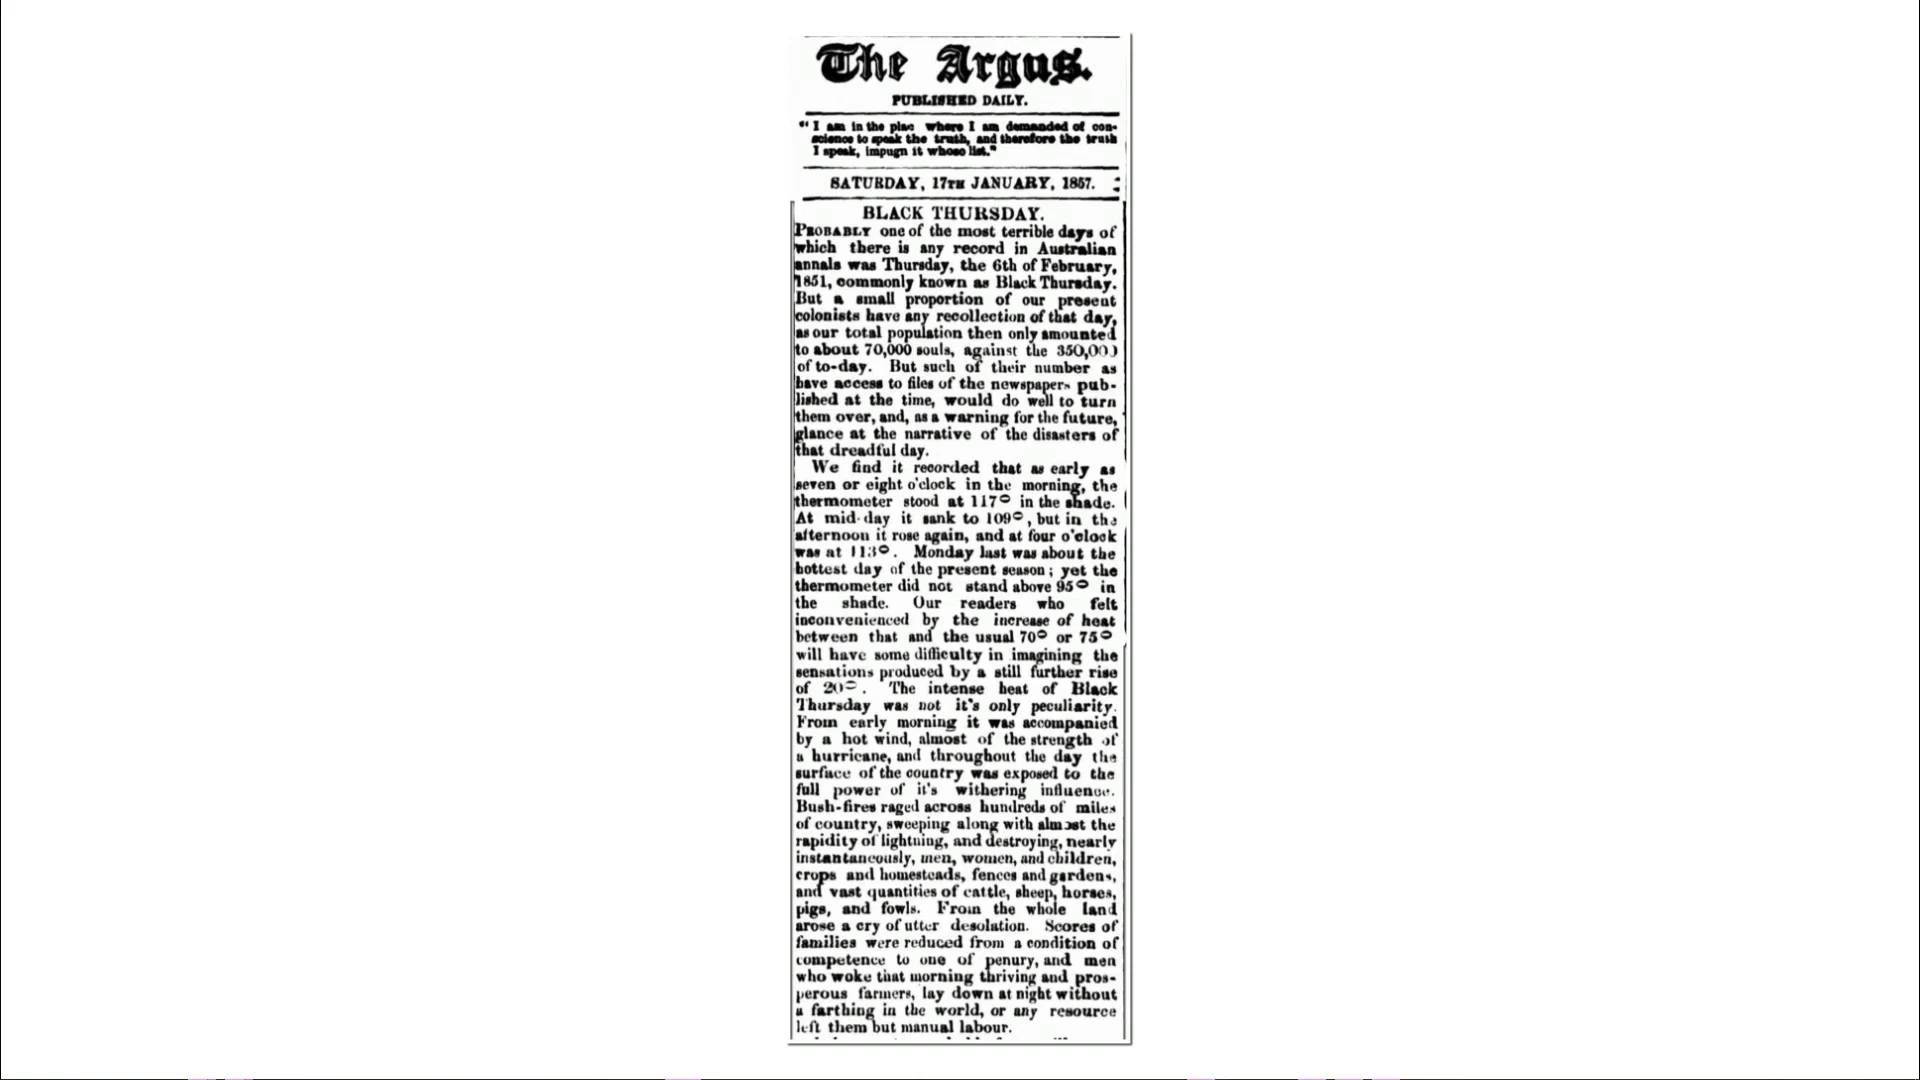 The Argus.
PUBLISHED DAILY.
"I am in the plac where I am demanded of con-
science to speak the truth, and therefore the truth
I speak, impugn it whoso list."
SATURDAY, 17TH JANUARY, 1857.
BLACK THURSDAY.
PROBABLY one of the most terrible days of
which there is any record in Australian
annals was Thursday, the 6th of February,
1851, commonly known as Black Thursday.
But a small proportion of our present
colonists have any recollection of that day,
as our total population then only amounted
to about 70,000 souls, against the 350,000
of to-day. But such of their number as
have access to files of the newspapers pub-
lished at the time, would do well to turn
them over, and, as a warning for the future,
glance at the narrative of the disasters of
that dreadful day.
We find it recorded that as early as
seven or eight o'clock in the morning, the
thermometer stood at 117° in the shade.
At mid-day it sank to 109°, but in the
afternoon it rose again, and at four o'clock
was at 113°. Monday last was about the
hottest day of the present season; yet the
thermometer did not stand above 95° in
the shade. Our readers who felt
inconvenienced by the increase of heat
between that and the usual 70° or 75°
will have some difficulty in imagining the
sensations produced by a still further rise
of 20°. The intense heat of Black
Thursday was not it's only peculiarity.
From early morning it was accompanied
by a hot wind, almost of the strength of
a hurricane, and throughout the day the
surface of the country was exposed to the
full power of it's withering influence.
Bush-fires raged across hundreds of miles
of country, sweeping along with almost the
rapidity of lightning, and destroying, nearly
instantaneously, men, women, and children,
crops and homesteads, fences and gardens,
and vast quantities of cattle, sheep, horses,
pigs, and fowls. From the whole land
arose a cry of utter desolation. Scores of
families were reduced from a condition of
competence to one of penury, and men
who woke that morning thriving and pros-
perous farmers, lay down at night without
a farthing in the world, or any resource
left them but manual labour.